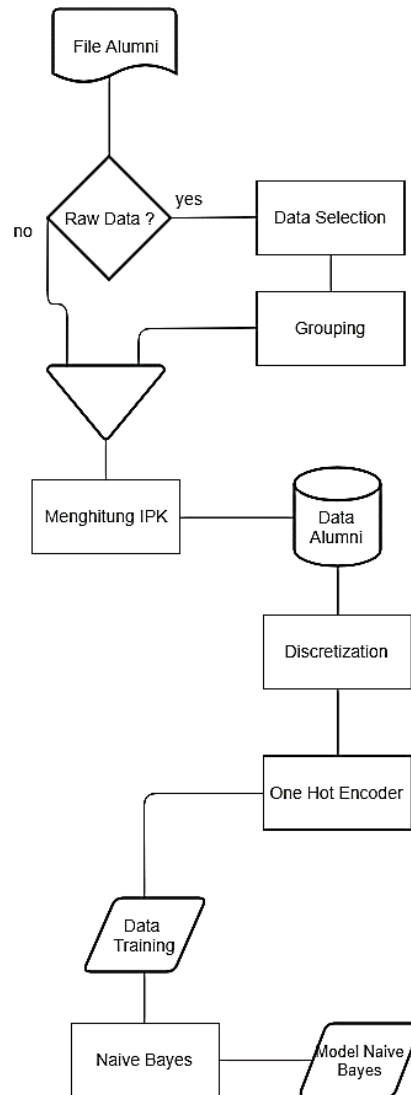 File Alumni
Raw Data ?
yes
no
Data Selection
Grouping
Menghitung IPK
Data
Alumni
Discretization
One Hot Encoder
Data
Training
Naive Bayes
Model Naive
Bayes